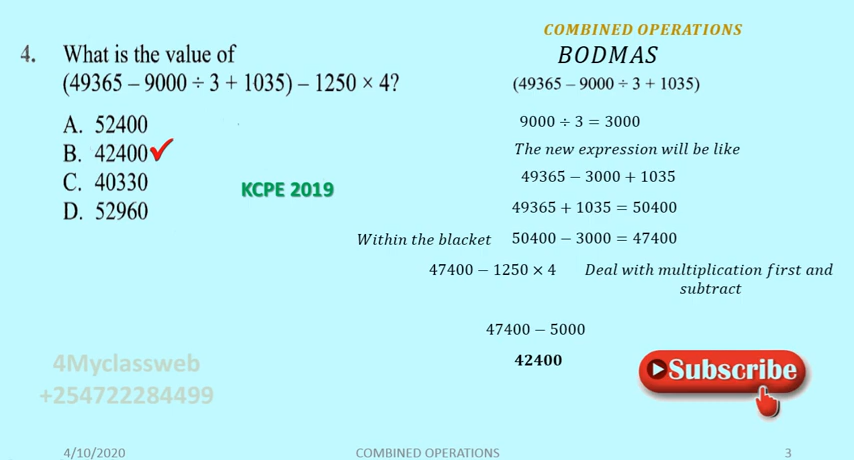 COMBINED OPERATIONS
4. What is the value of
(49365 – 9000 ÷ 3 + 1035) – 1250 × 4?
A. 52400
B. 42400
C. 40330
D. 52960
KCPE 2019
BODMAS
(49365 − 9000 ÷ 3 + 1035)
9000 ÷ 3 = 3000
The new expression will be like
49365 − 3000 + 1035
49365 + 1035 = 50400
Within the blacket 50400 − 3000 = 47400
47400 − 1250 × 4 Deal with multiplication first and
subtract
47400 − 5000
42400
4Myclassweb
+254722284499
Subscribe
4/10/2020 COMBINED OPERATIONS 3